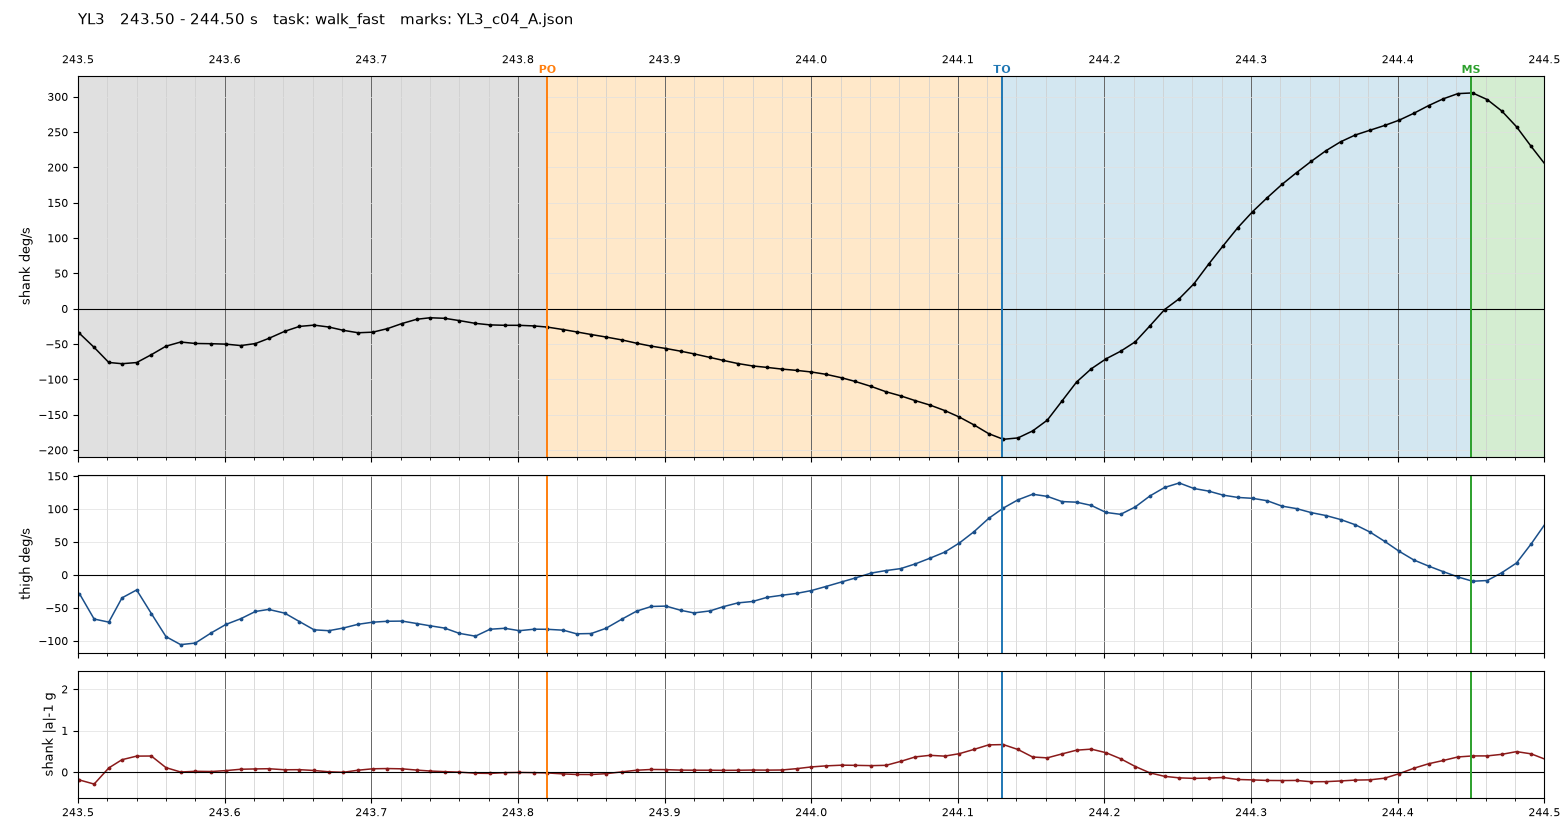 YL3   243.50 - 244.50 s   task: walk_fast   marks: YL3_c04_A.json
243.5 243.6 243.7 243.8 243.9 244.0 244.1 244.2 244.3 244.4 244.5
PO TO MS
shank deg/s
300
250
200
150
100
50
0
−50
−100
−150
−200
thigh deg/s
150
100
50
0
−50
−100
shank |a|-1 g
2
1
0
243.5 243.6 243.7 243.8 243.9 244.0 244.1 244.2 244.3 244.4 244.5